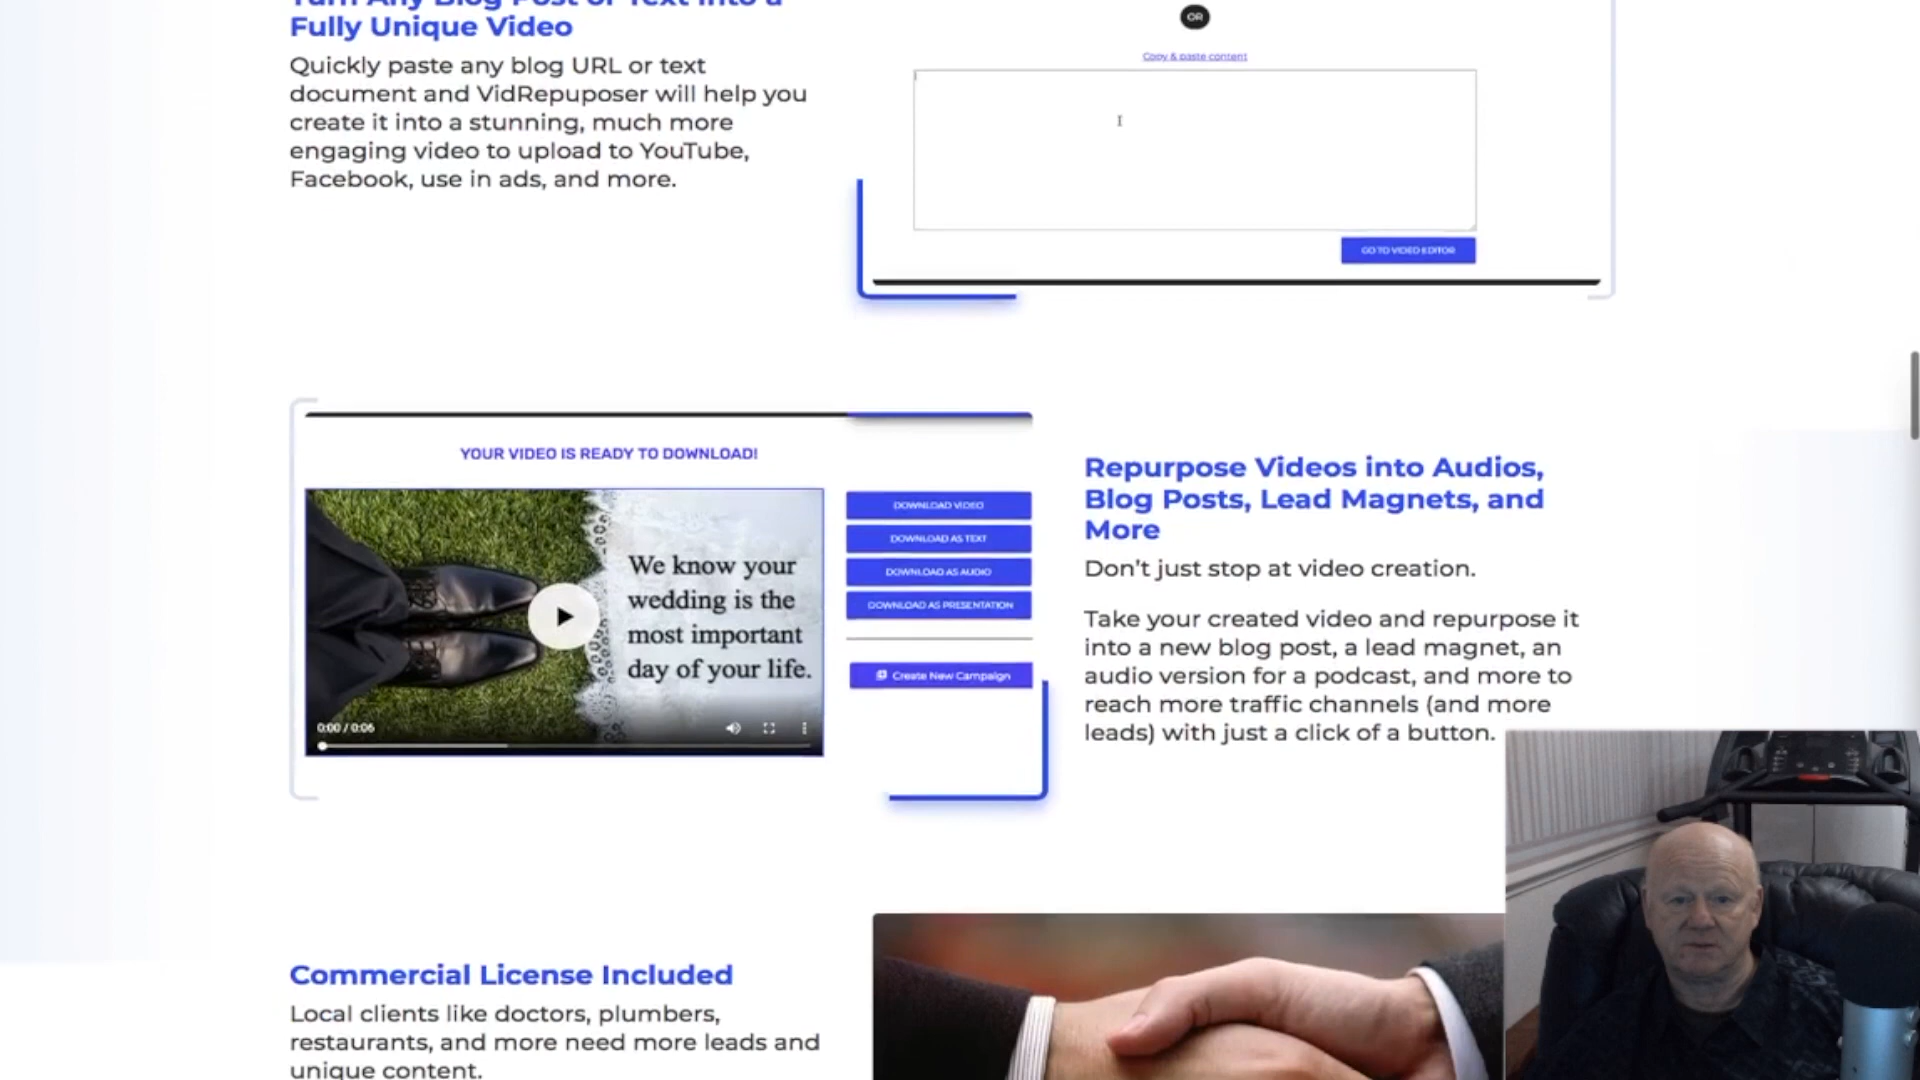 Turn Any Blog Post or Text into a
Fully Unique Video
Quickly paste any blog URL or text
document and VidRepuposer will help you
create it into a stunning, much more
engaging video to upload to YouTube,
Facebook, use in ads, and more.
OR
Copy & paste content
GO TO VIDEO EDITOR
YOUR VIDEO IS READY TO DOWNLOAD!
We know your
wedding is the
most important
day of your life.
0:00 / 0:06
DOWNLOAD VIDEO
DOWNLOAD AS TEXT
DOWNLOAD AS AUDIO
DOWNLOAD AS PRESENTATION
Create New Campaign
Repurpose Videos into Audios,
Blog Posts, Lead Magnets, and
More
Don't just stop at video creation.
Take your created video and repurpose it
into a new blog post, a lead magnet, an
audio version for a podcast, and more to
reach more traffic channels (and more
leads) with just a click of a button.
Commercial License Included
Local clients like doctors, plumbers,
restaurants, and more need more leads and
unique content.